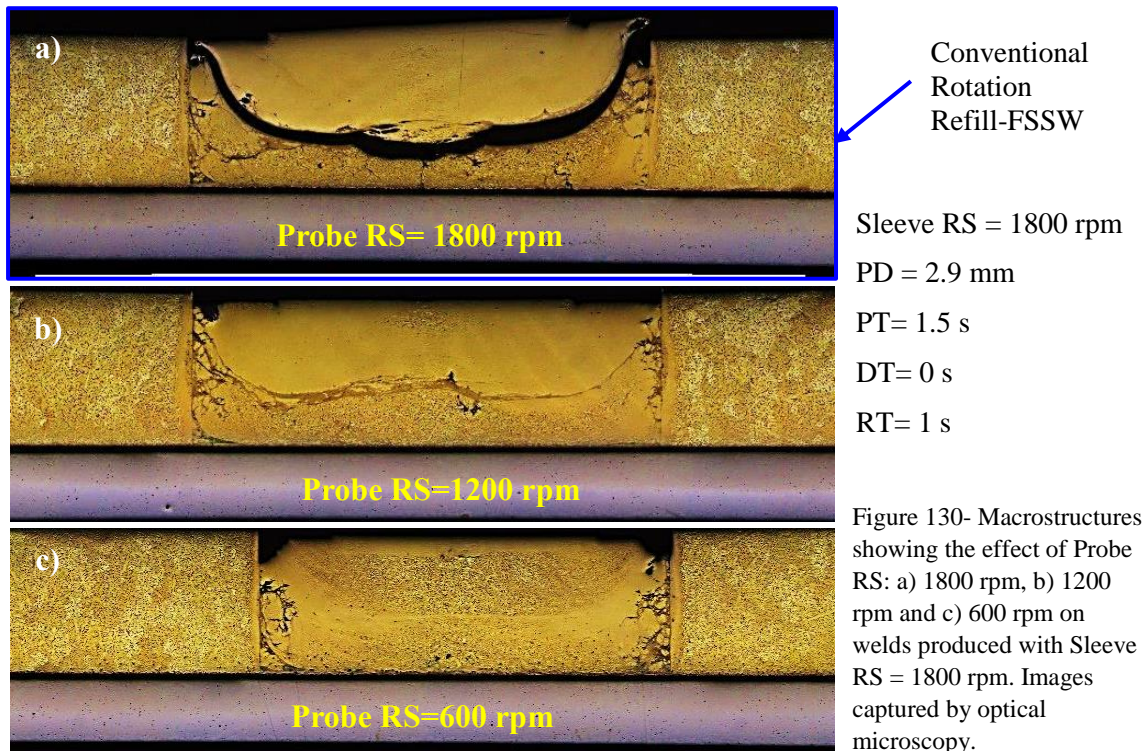 a)
Probe RS= 1800 rpm
Conventional
Rotation
Refill-FSSW
b)
Probe RS=1200 rpm
c)
Probe RS=600 rpm
Sleeve RS = 1800 rpm
PD = 2.9 mm
PT= 1.5 s
DT= 0 s
RT= 1 s
Figure 130- Macrostructures
showing the effect of Probe
RS: a) 1800 rpm, b) 1200
rpm and c) 600 rpm on
welds produced with Sleeve
RS = 1800 rpm. Images
captured by optical
microscopy.